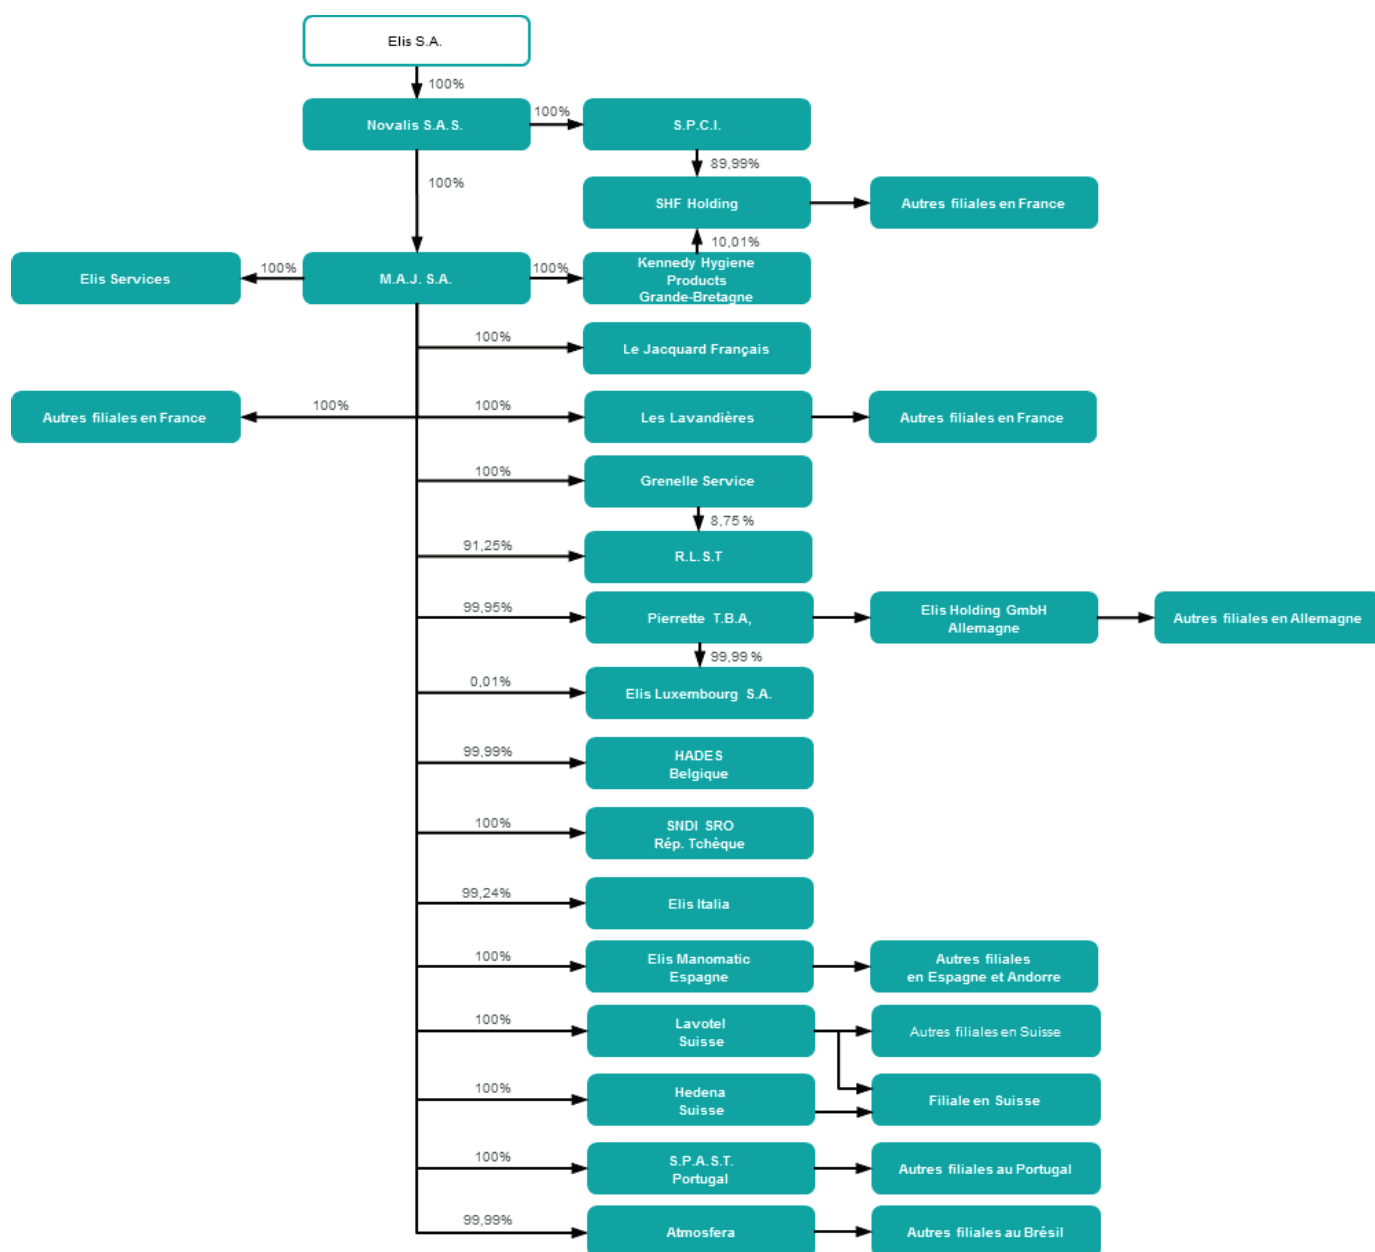 Elis S.A.
100%
Novalis S.A.S.
100%
S.P.C.I.
89,99%
100%
SHF Holding
Autres filiales en France
10,01%
Elis Services
100%
M.A.J. S.A.
100%
Kennedy Hygiene
Products
Grande-Bretagne
100%
Le Jacquard Français
Autres filiales en France
100%
100%
Les Lavandières
Autres filiales en France
100%
Grenelle Service
8,75 %
91,25%
R.L.S.T
99,95%
Pierrette T.B.A,
Elis Holding GmbH
Allemagne
Autres filiales en Allemagne
99,99 %
0,01%
Elis Luxembourg S.A.
99,99%
HADES
Belgique
100%
SNDI SRO
Rép. Tchèque
99,24%
Elis Italia
100%
Elis Manomatic
Espagne
Autres filiales
en Espagne et Andorre
100%
Lavotel
Suisse
Autres filiales en Suisse
100%
Hedena
Suisse
Filiale en Suisse
100%
S.P.A.S.T.
Portugal
Autres filiales au Portugal
99,99%
Atmosfera
Autres filiales au Brésil